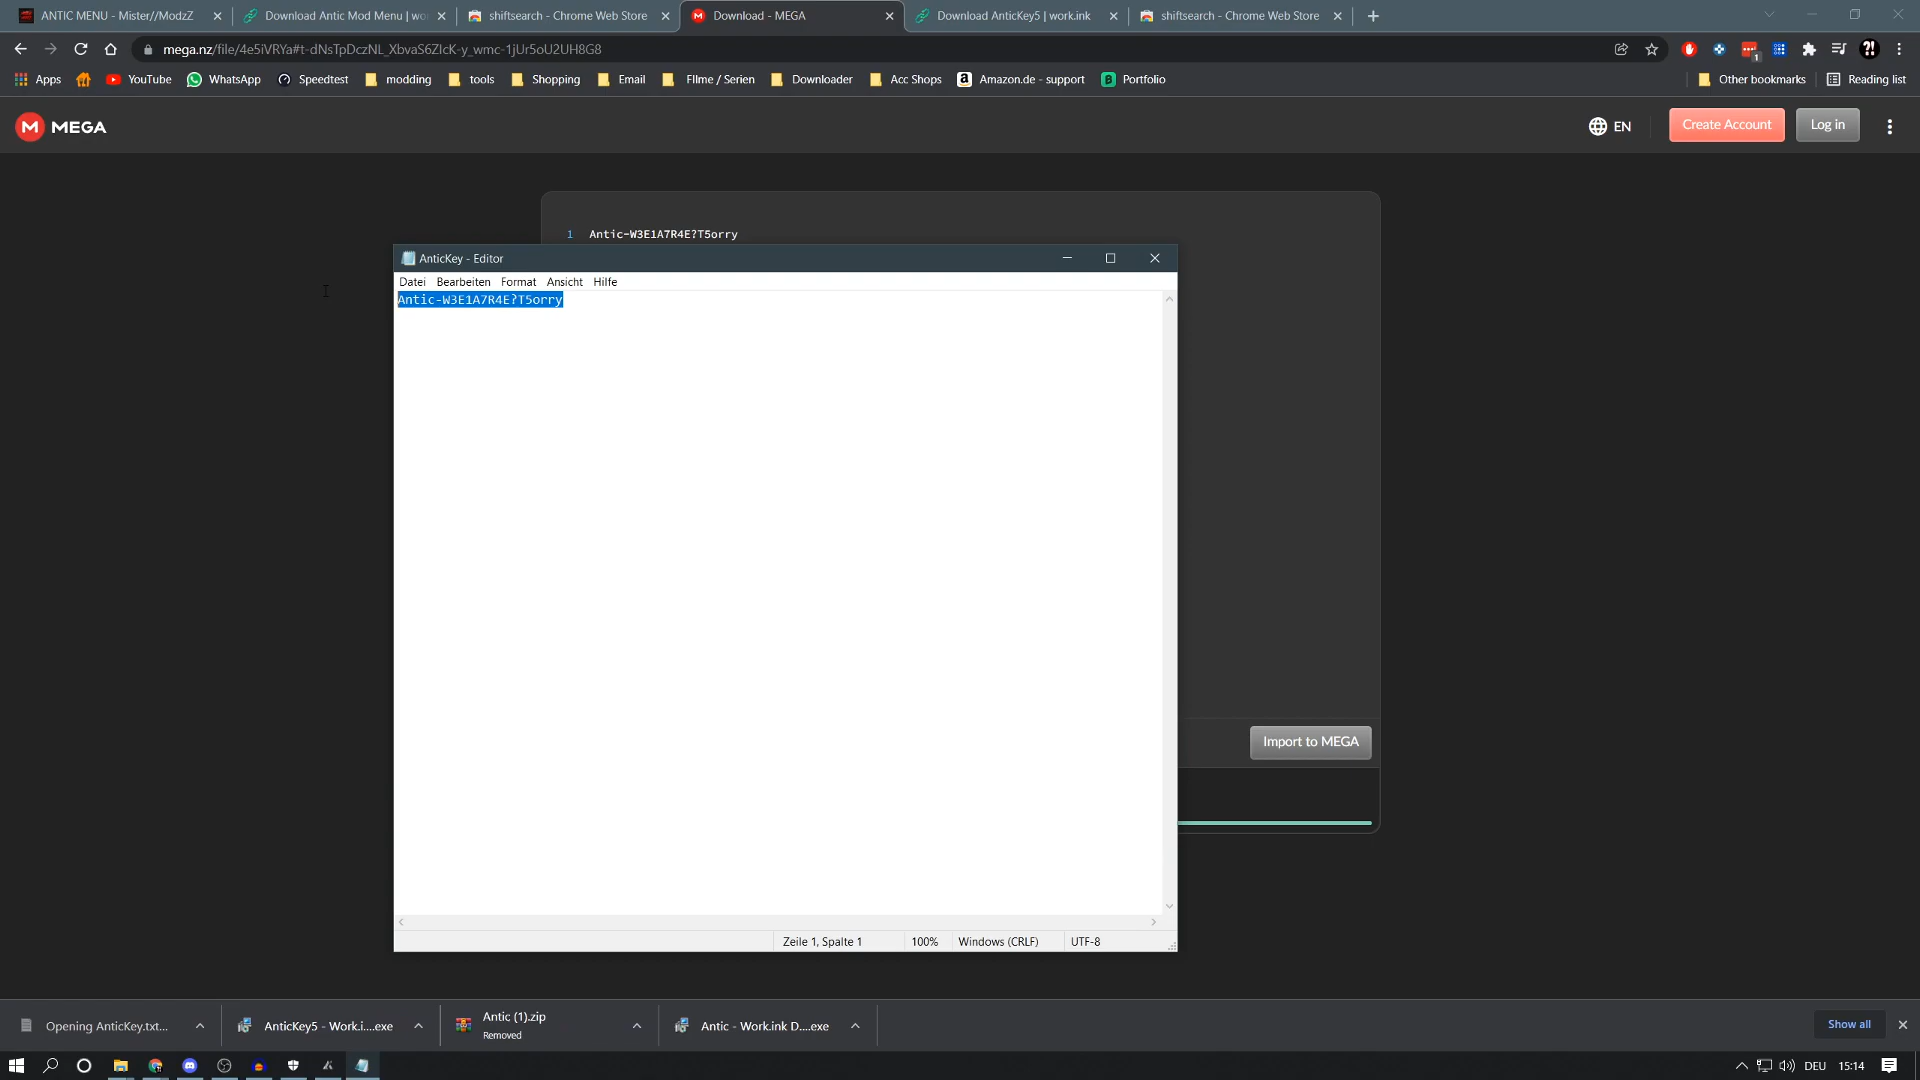 ANTIC MENU - Mister//ModzZ
Download Antic Mod Menu | wor
shiftsearch - Chrome Web Store
Download - MEGA
Download AnticKey5 | work.ink
shiftsearch - Chrome Web Store
mega.nz/file/4e5iVRYa#t-dNsTpDczNL_XbvaS6ZIcK-y_wmc-1jUr5oU2UH8G8
1
?!
Apps
YouTube
WhatsApp
Speedtest
modding
tools
Shopping
Email
FIlme / Serien
Downloader
Acc Shops
Amazon.de - support
Portfolio
Other bookmarks
Reading list
MEGA
EN
Create Account
Log in
1 Antic-W3E1A7R4E?T5orry
AnticKey - Editor
Datei Bearbeiten Format Ansicht Hilfe
Antic-W3E1A7R4E?T5orry
Import to MEGA
Zeile 1, Spalte 1
100%
Windows (CRLF)
UTF-8
Opening AnticKey.txt...
AnticKey5 - Work.i....exe
Antic (1).zip
Removed
Antic - Work.ink D....exe
Show all
DEU
15:14